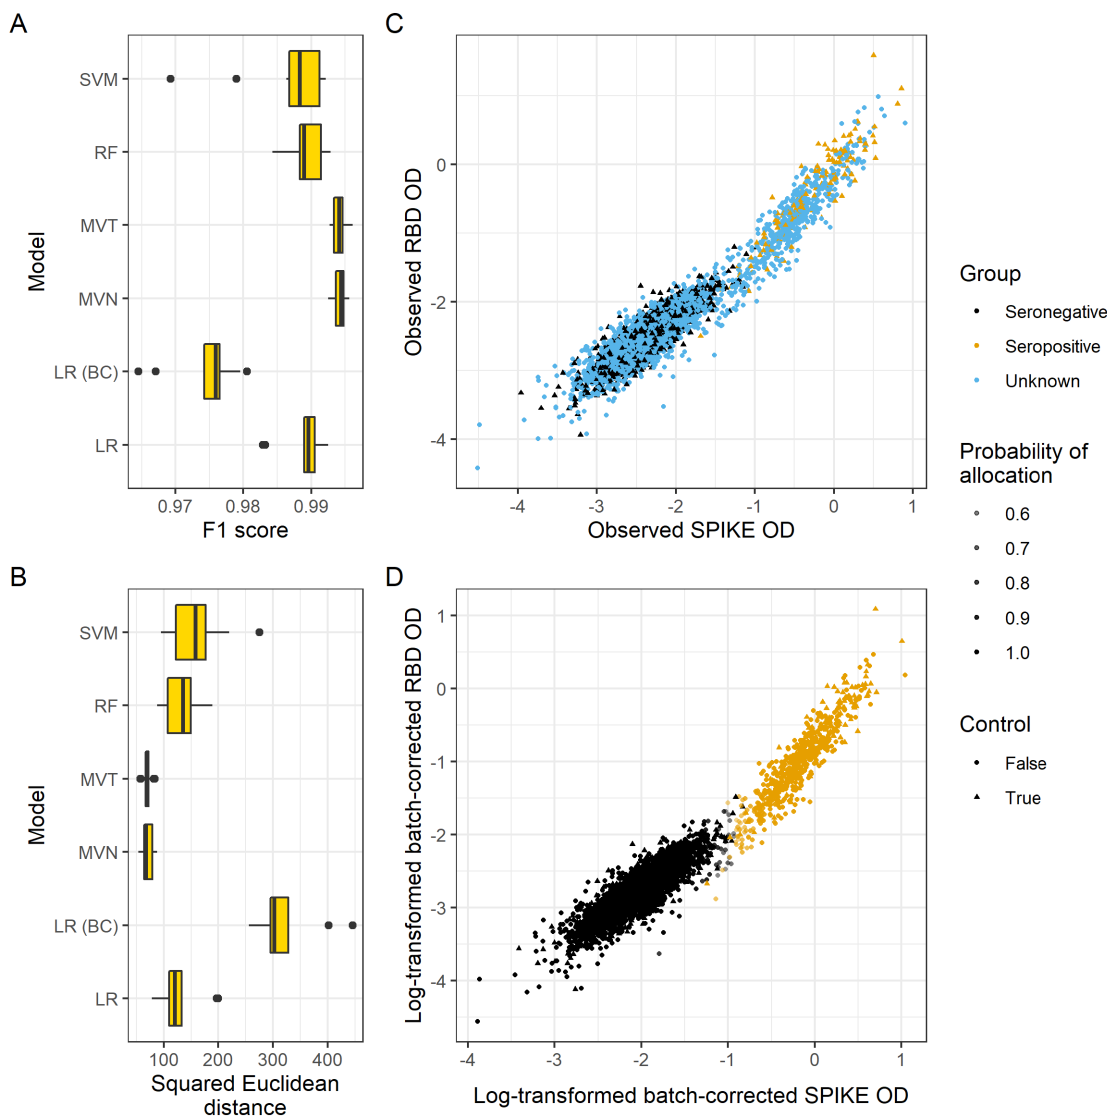 A
Model
SVM
RF
MVT
MVN
LR (BC)
LR
0.97 0.98 0.99
F1 score
C
Observed RBD OD
0
-2
-4
-4 -3 -2 -1 0 1
Observed SPIKE OD
B
Model
SVM
RF
MVT
MVN
LR (BC)
LR
100 200 300 400
Squared Euclidean
distance
D
Log-transformed batch-corrected RBD OD
1
0
-1
-2
-3
-4
-4 -3 -2 -1 0 1
Log-transformed batch-corrected SPIKE OD
Group
Seronegative
Seropositive
Unknown
Probability of
allocation
0.6
0.7
0.8
0.9
1.0
Control
False
True